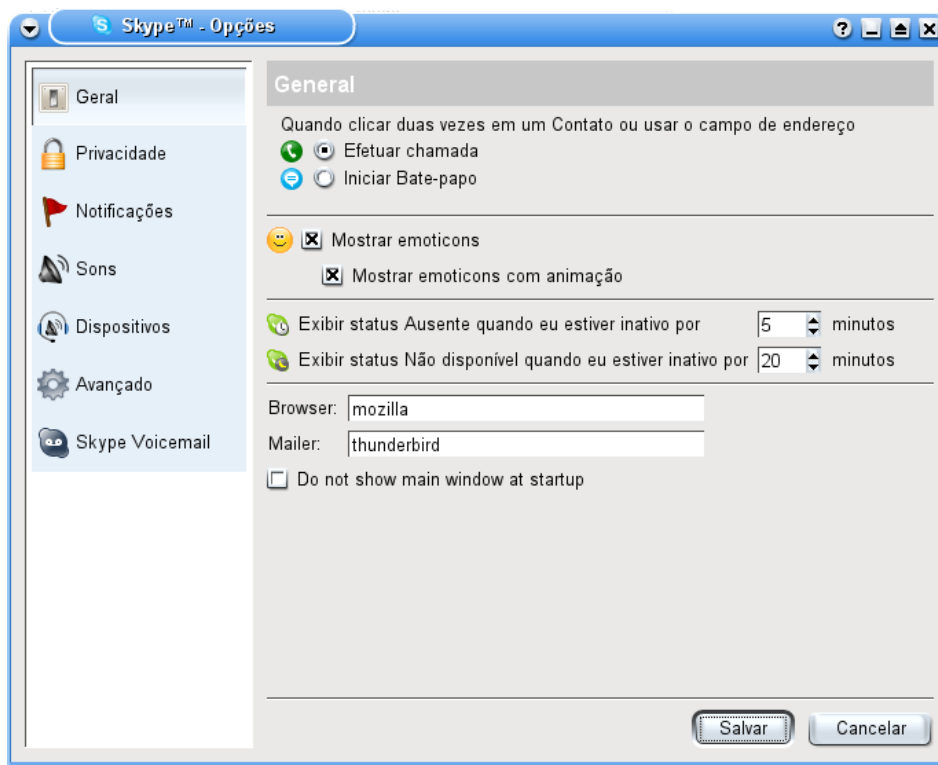 Skype™ - Opções
Geral
Privacidade
Notificações
Sons
Dispositivos
Avançado
Skype Voicemail
General
Quando clicar duas vezes em um Contato ou usar o campo de endereço
Efetuar chamada
Iniciar Bate-papo
Mostrar emoticons
Mostrar emoticons com animação
Exibir status Ausente quando eu estiver inativo por 5 minutos
Exibir status Não disponível quando eu estiver inativo por 20 minutos
Browser: mozilla
Mailer: thunderbird
Do not show main window at startup
Salvar Cancelar